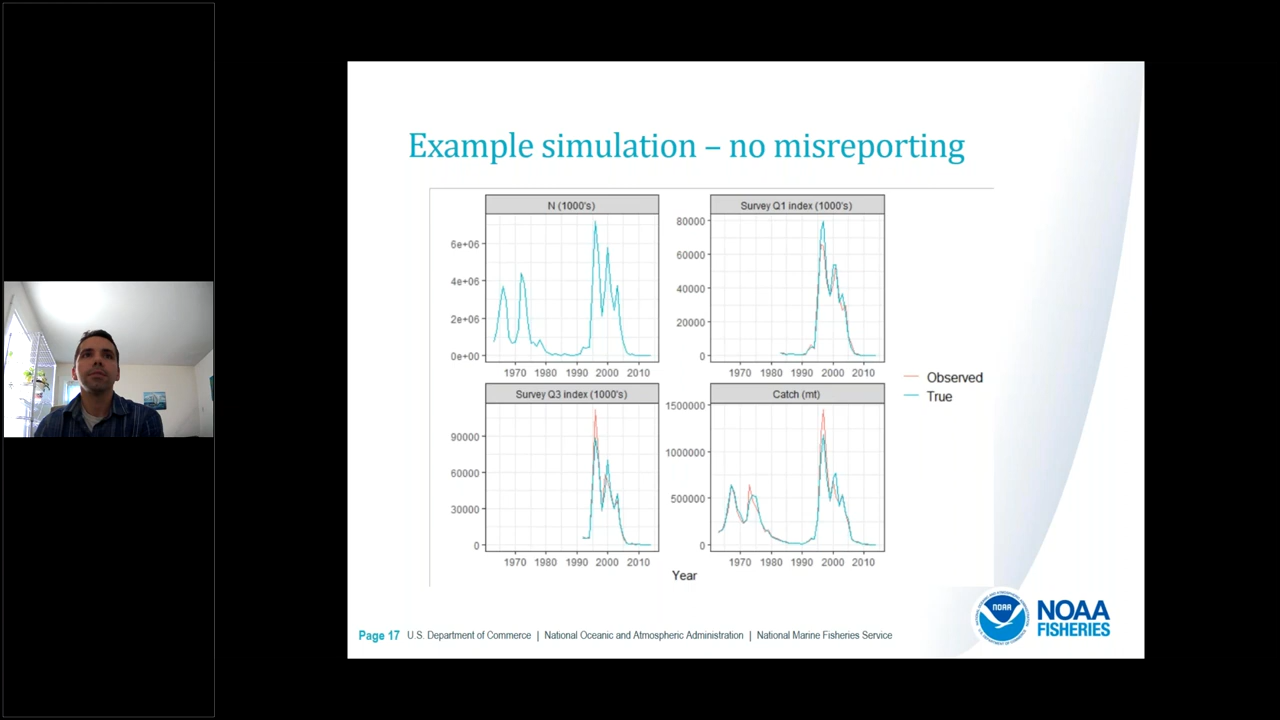 Example simulation – no misreporting
N (1000's)
6e+06
4e+06
2e+06
0e+00
1970 1980 1990 2000 2010
Survey Q1 index (1000's)
80000
60000
40000
20000
0
1970 1980 1990 2000 2010
Survey Q3 index (1000's)
90000
60000
30000
0
1970 1980 1990 2000 2010
Catch (mt)
1500000
1000000
500000
0
1970 1980 1990 2000 2010
Year
Observed
True
Page 17 U.S. Department of Commerce | National Oceanic and Atmospheric Administration | National Marine Fisheries Service
NOAA
NOAA
FISHERIES